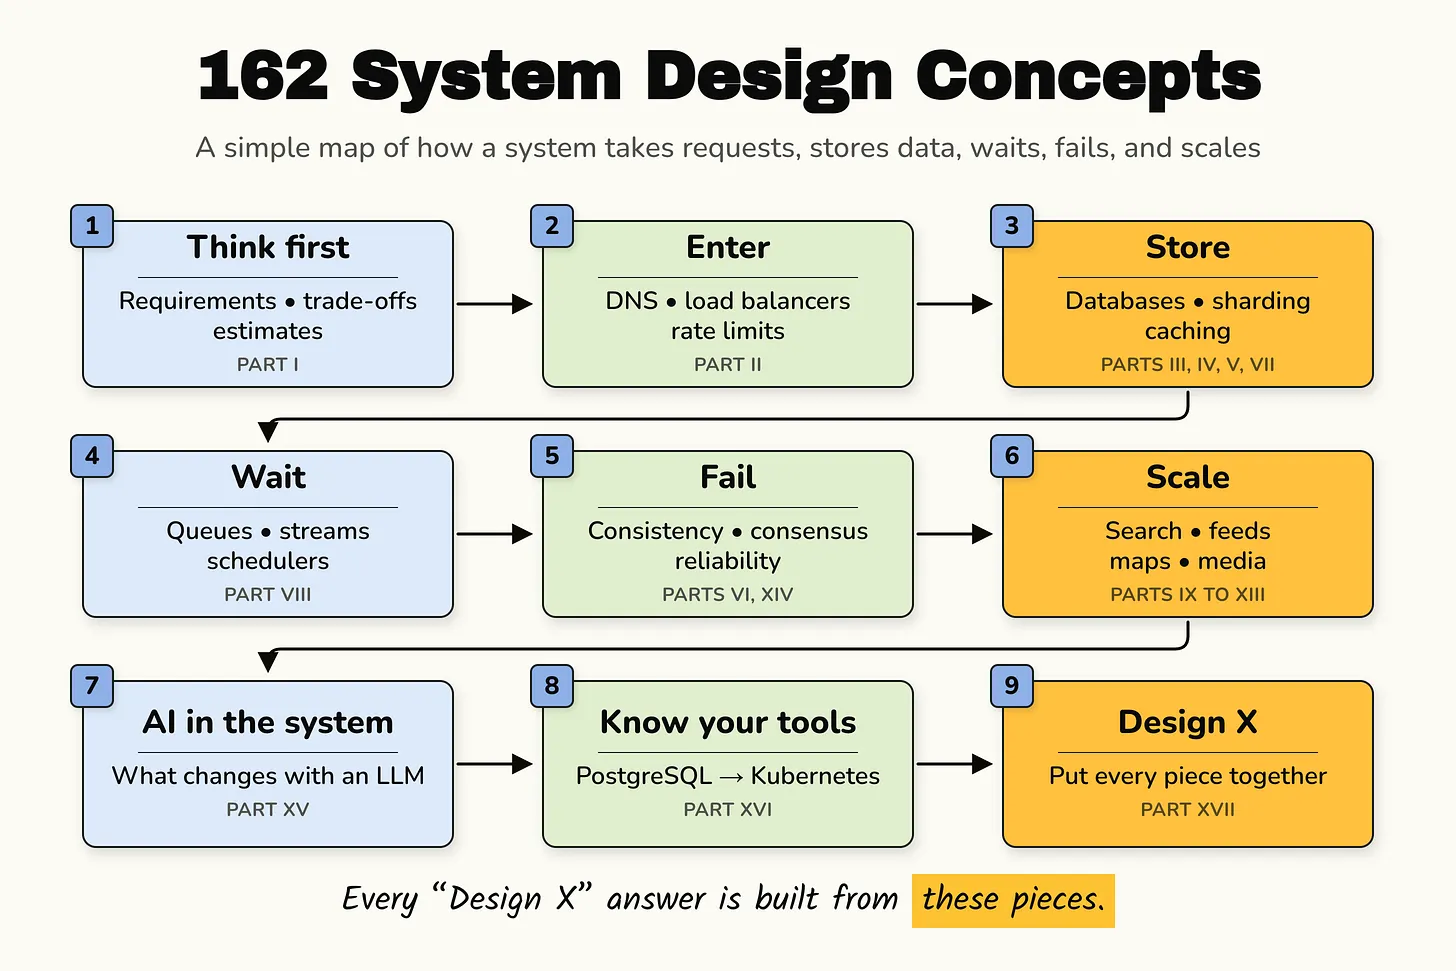 162 System Design Concepts
A simple map of how a system takes requests, stores data, waits, fails, and scales
1
Think first
Requirements • trade-offs
estimates
PART I
2
Enter
DNS • load balancers
rate limits
PART II
3
Store
Databases • sharding
caching
PARTS III, IV, V, VII
4
Wait
Queues • streams
schedulers
PART VIII
5
Fail
Consistency • consensus
reliability
PARTS VI, XIV
6
Scale
Search • feeds
maps • media
PARTS IX TO XIII
7
AI in the system
What changes with an LLM
PART XV
8
Know your tools
PostgreSQL → Kubernetes
PART XVI
9
Design X
Put every piece together
PART XVII
Every “Design X” answer is built from these pieces.